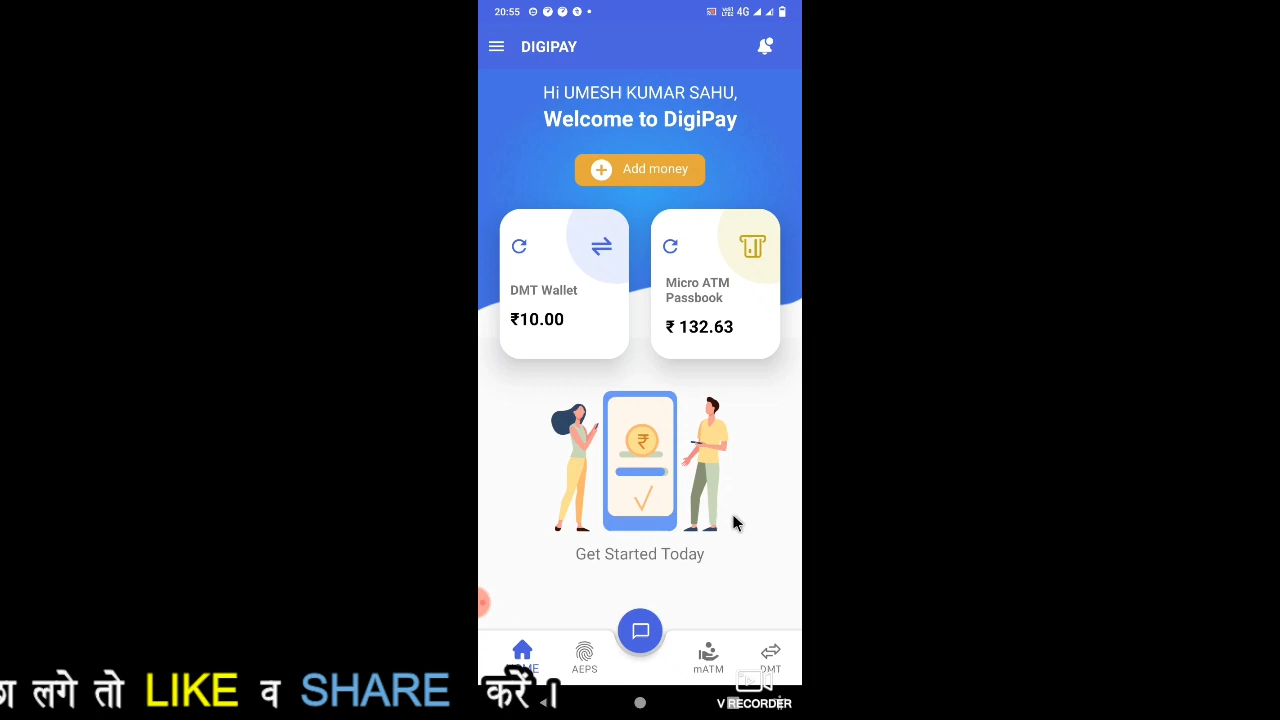 20:55
4G
DIGIPAY
Hi UMESH KUMAR SAHU,
Welcome to DigiPay
Add money
DMT Wallet
₹10.00
Micro ATM
Passbook
₹ 132.63
Get Started Today
HOME
AEPS
mATM
DMT
लगे तो LIKE व SHARE करें ।
V RECORDER